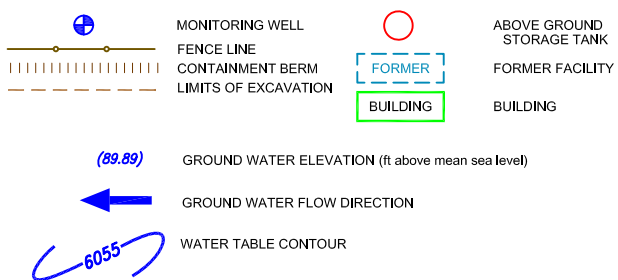 MONITORING WELL
FENCE LINE
CONTAINMENT BERM
LIMITS OF EXCAVATION
ABOVE GROUND
STORAGE TANK
FORMER
FORMER FACILITY
BUILDING
BUILDING
(89.89)
GROUND WATER ELEVATION (ft above mean sea level)
GROUND WATER FLOW DIRECTION
6055
WATER TABLE CONTOUR